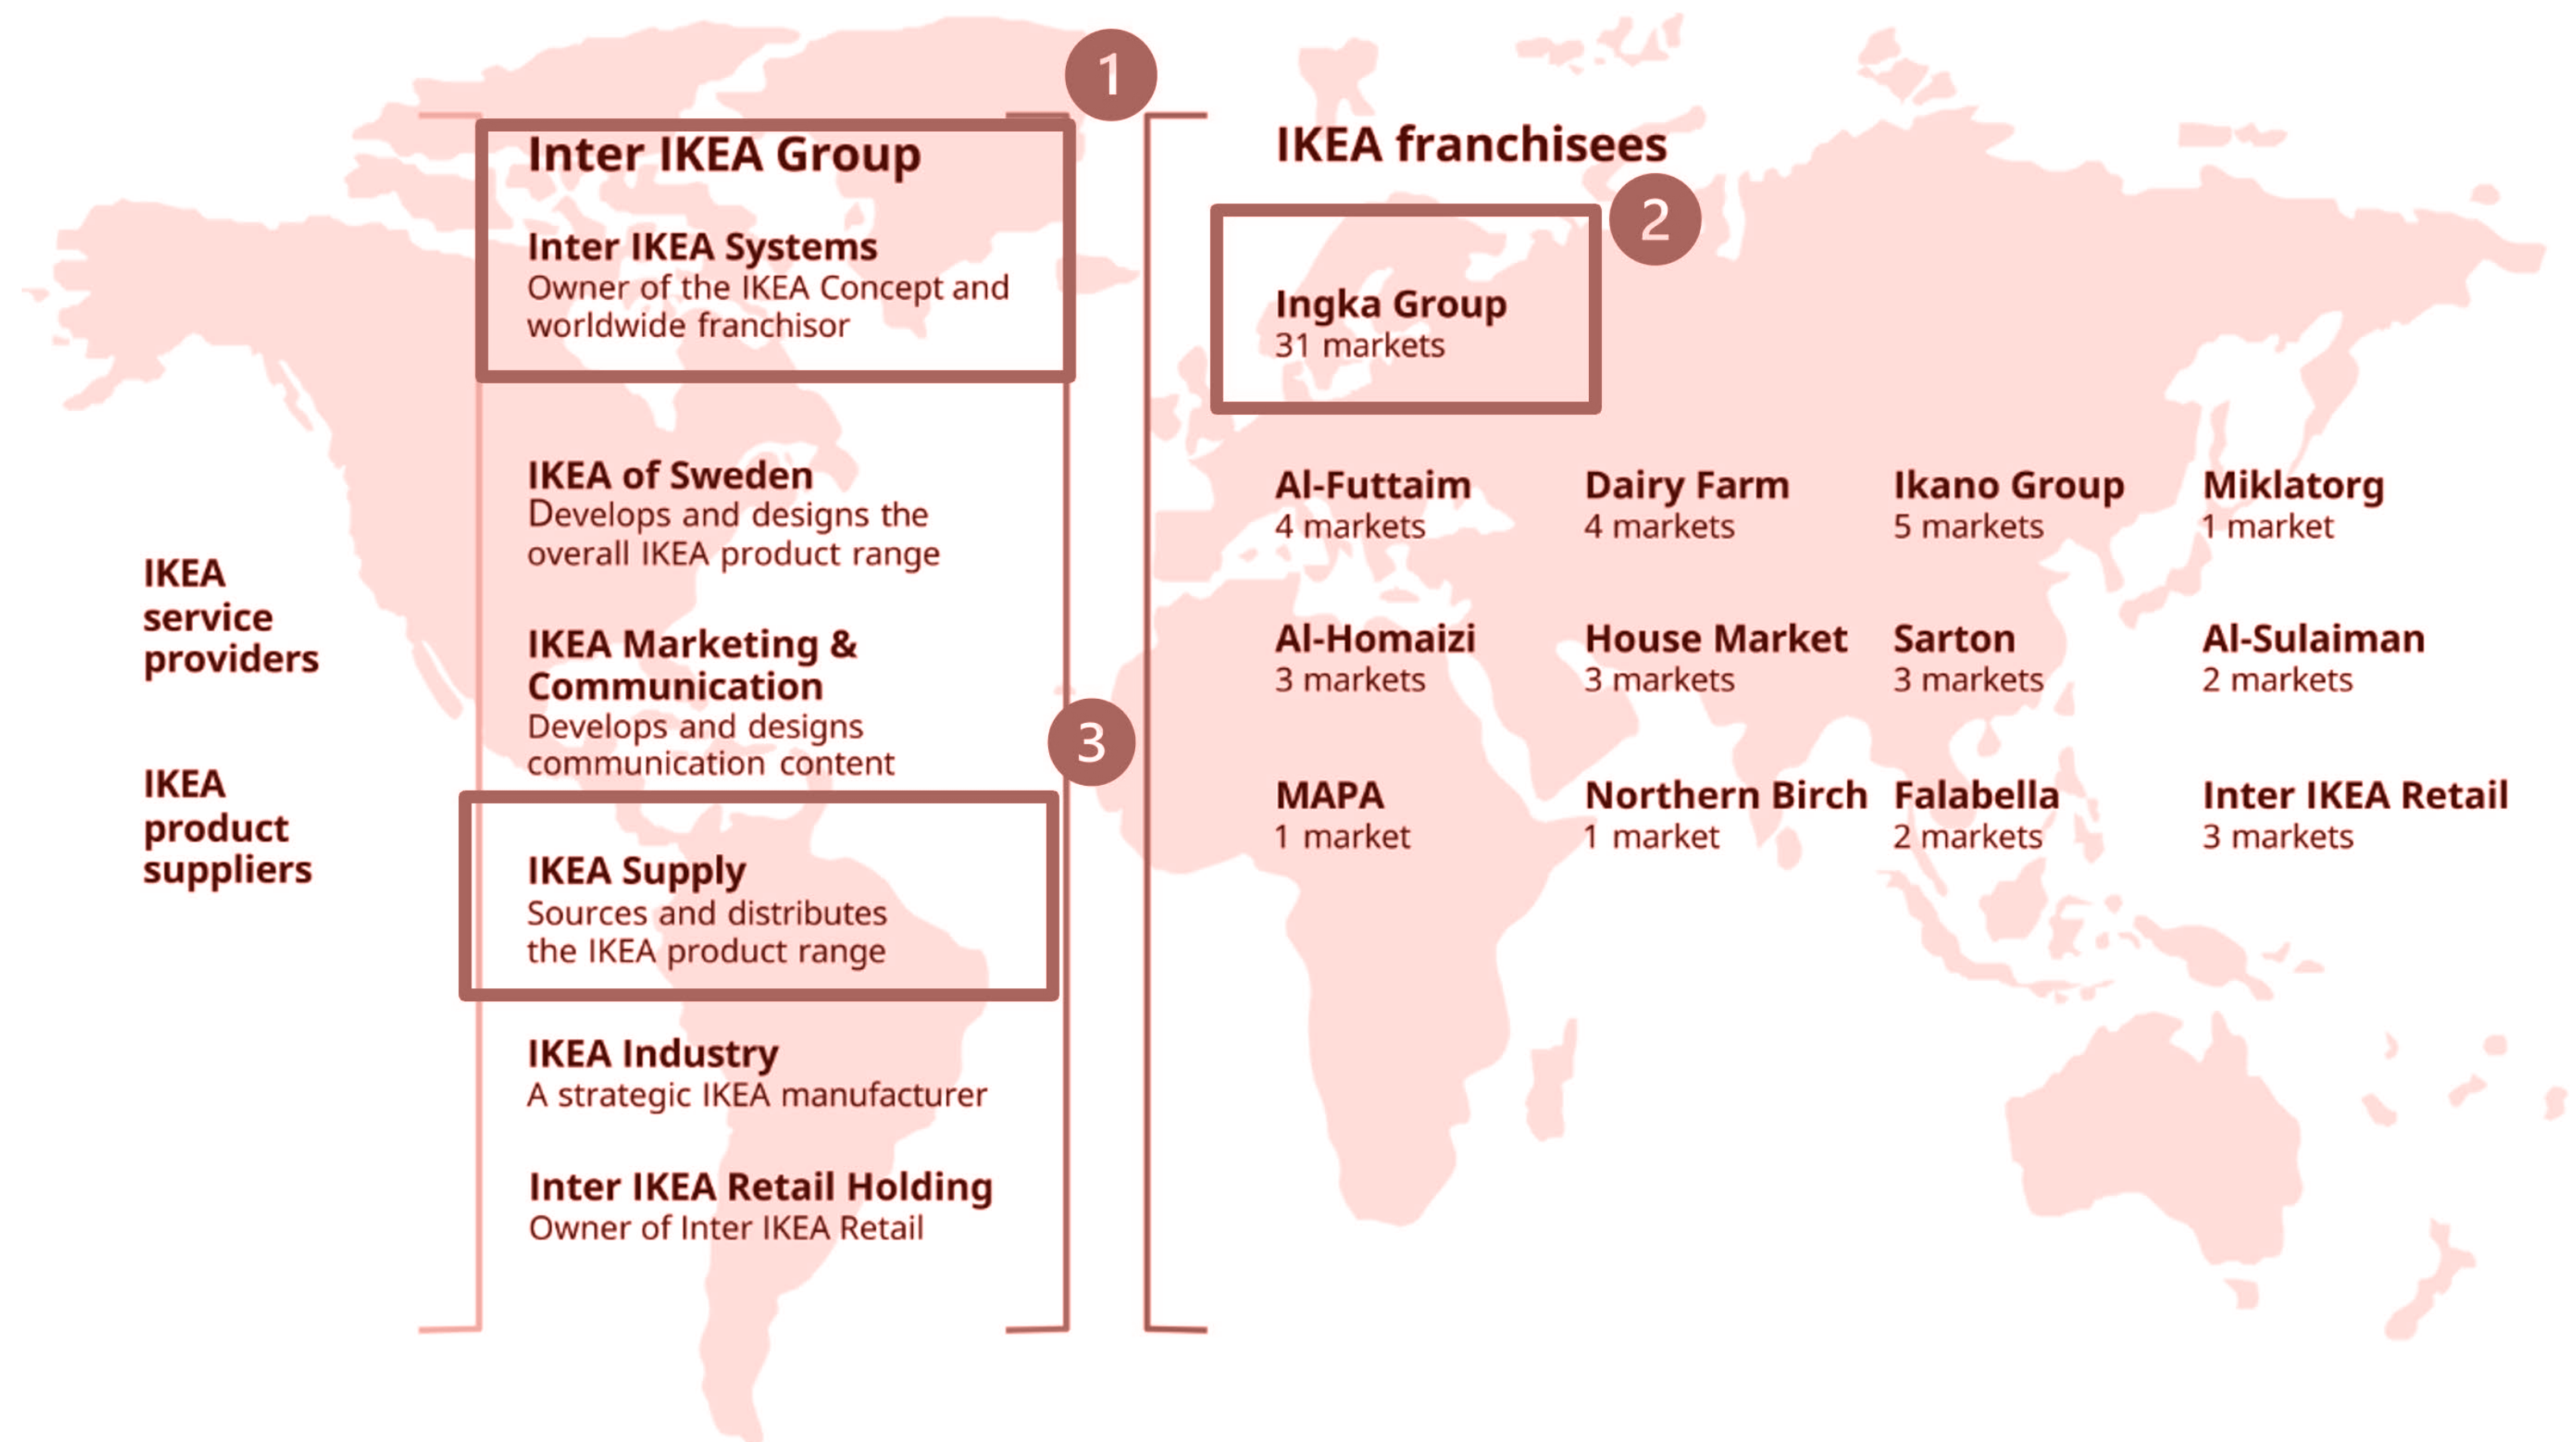 1
Inter IKEA Group
Inter IKEA Systems
Owner of the IKEA Concept and
worldwide franchisor
IKEA of Sweden
Develops and designs the
overall IKEA product range
IKEA Marketing &
Communication
Develops and designs
communication content
3
IKEA Supply
Sources and distributes
the IKEA product range
IKEA Industry
A strategic IKEA manufacturer
Inter IKEA Retail Holding
Owner of Inter IKEA Retail
IKEA
service
providers
IKEA
product
suppliers
IKEA franchisees
2
Ingka Group
31 markets
Al-Futtaim
4 markets
Dairy Farm
4 markets
Ikano Group
5 markets
Miklatorg
1 market
Al-Homaizi
3 markets
House Market
3 markets
Sarton
3 markets
Al-Sulaiman
2 markets
MAPA
1 market
Northern Birch
1 market
Falabella
2 markets
Inter IKEA Retail
3 markets